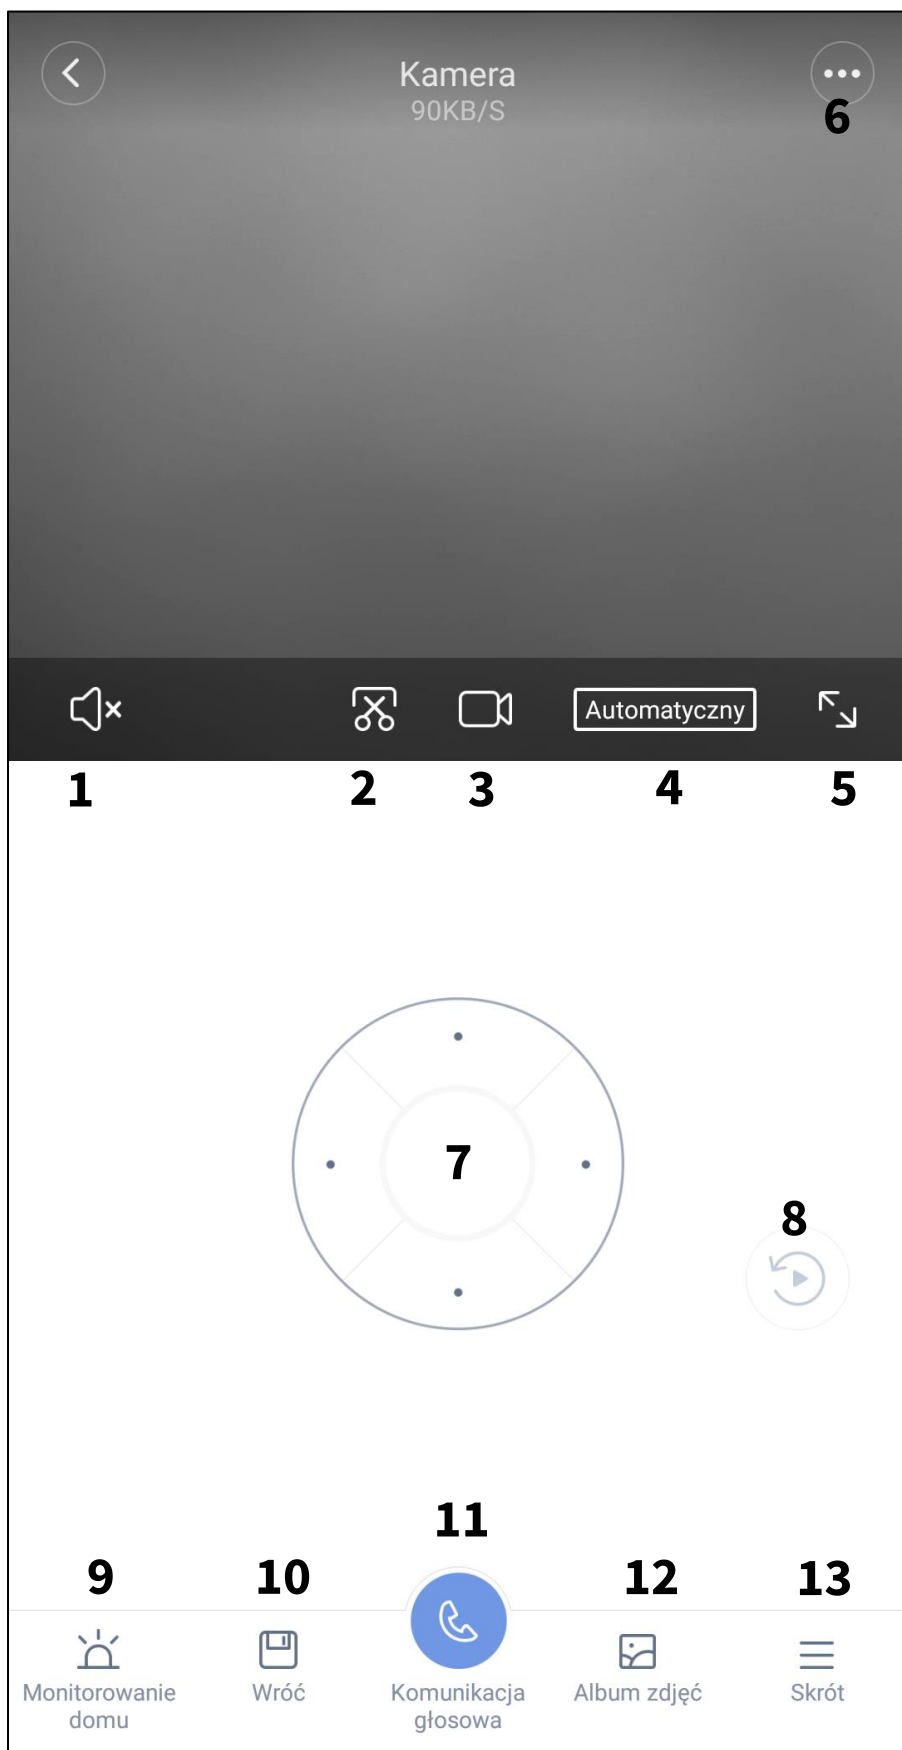 Kamera
90KB/S
6
Automatyczny
1 2 3 4 5
7
8
11
9 10 12 13
Monitorowanie domu
Wróć
Komunikacja głosowa
Album zdjęć
Skrót